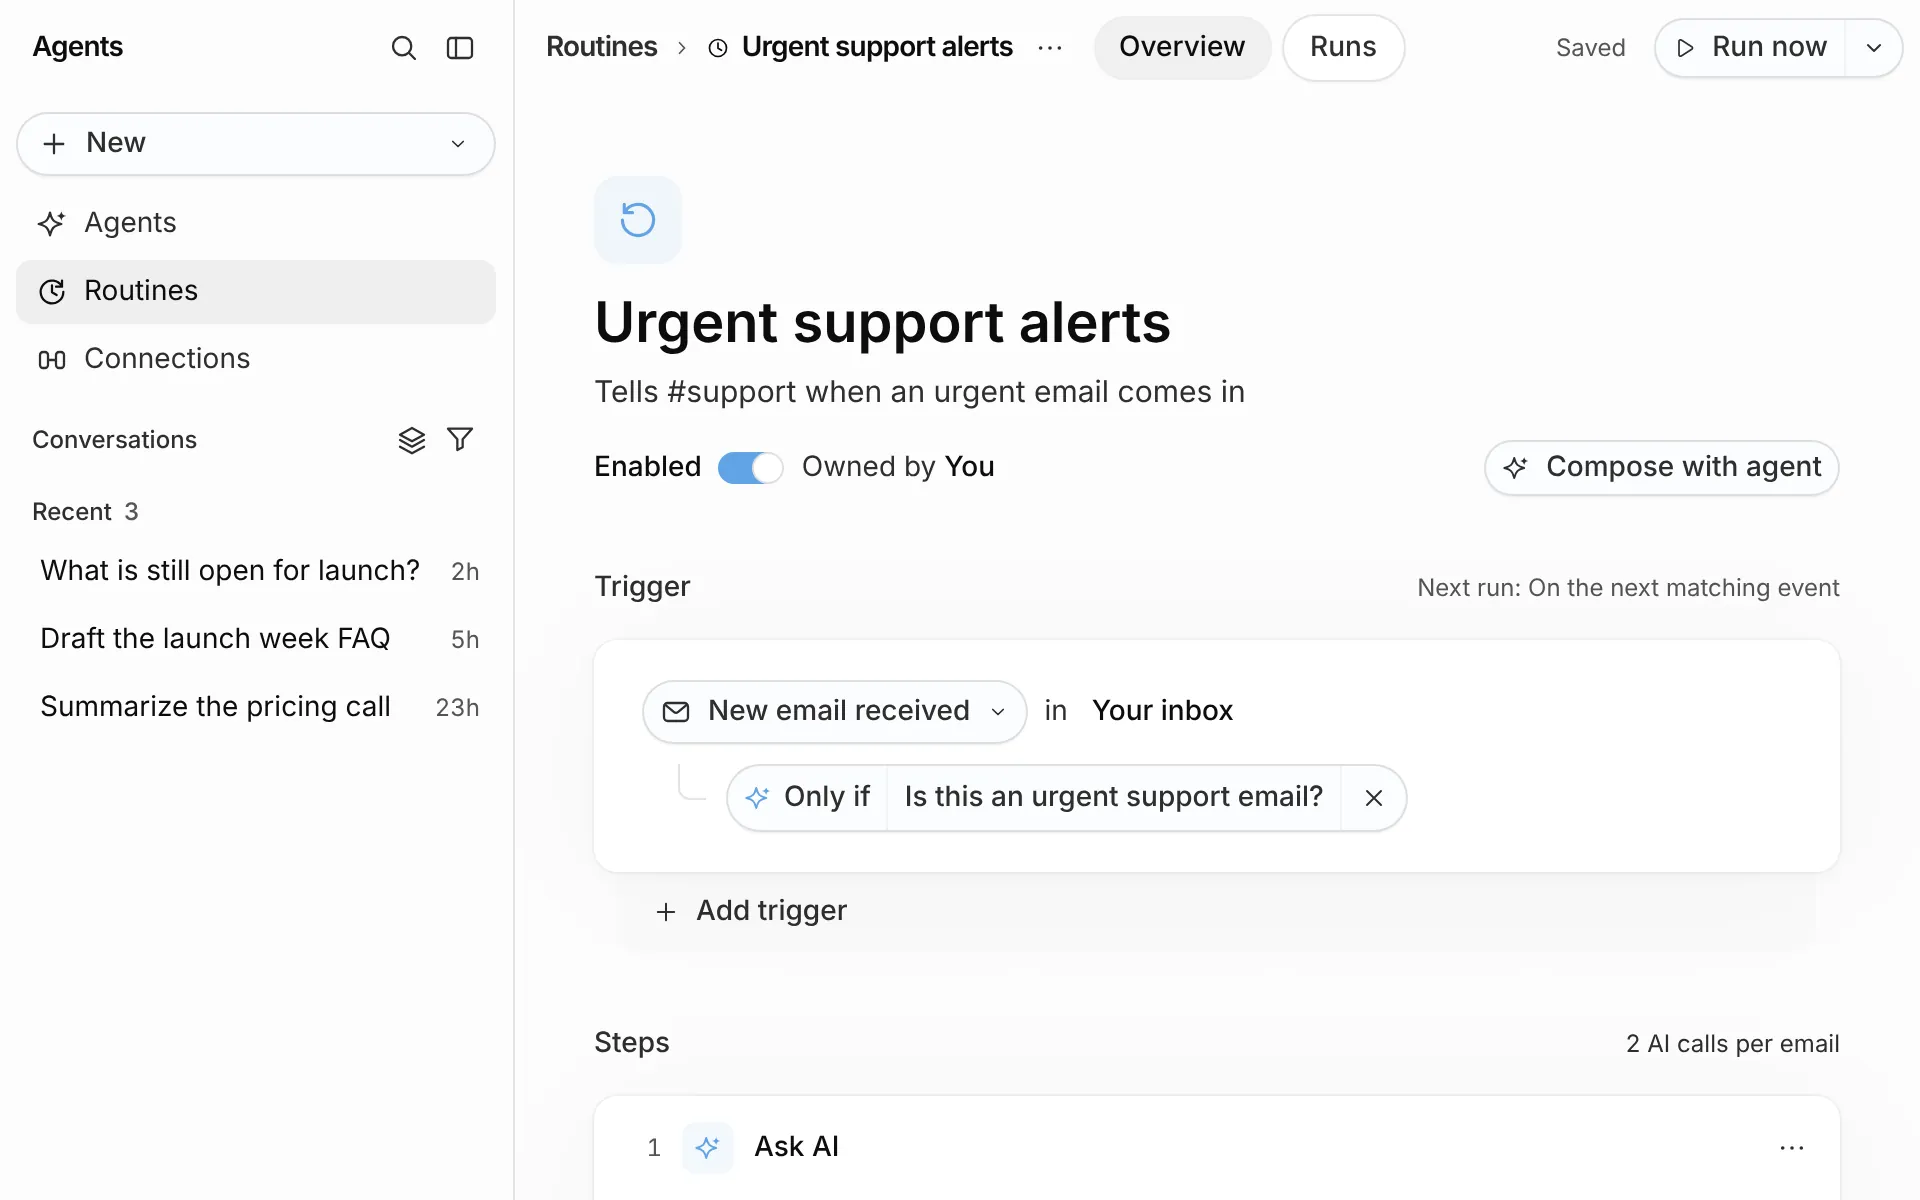 Agents
New
Agents
Routines
Connections
Conversations
Recent 3
What is still open for launch? 2h
Draft the launch week FAQ 5h
Summarize the pricing call 23h
Routines > Urgent support alerts ...
Overview
Runs
Saved
Run now
Urgent support alerts
Tells #support when an urgent email comes in
Enabled Owned by You
Compose with agent
Trigger
Next run: On the next matching event
New email received in Your inbox
Only if Is this an urgent support email?
Add trigger
Steps
2 AI calls per email
1 Ask AI